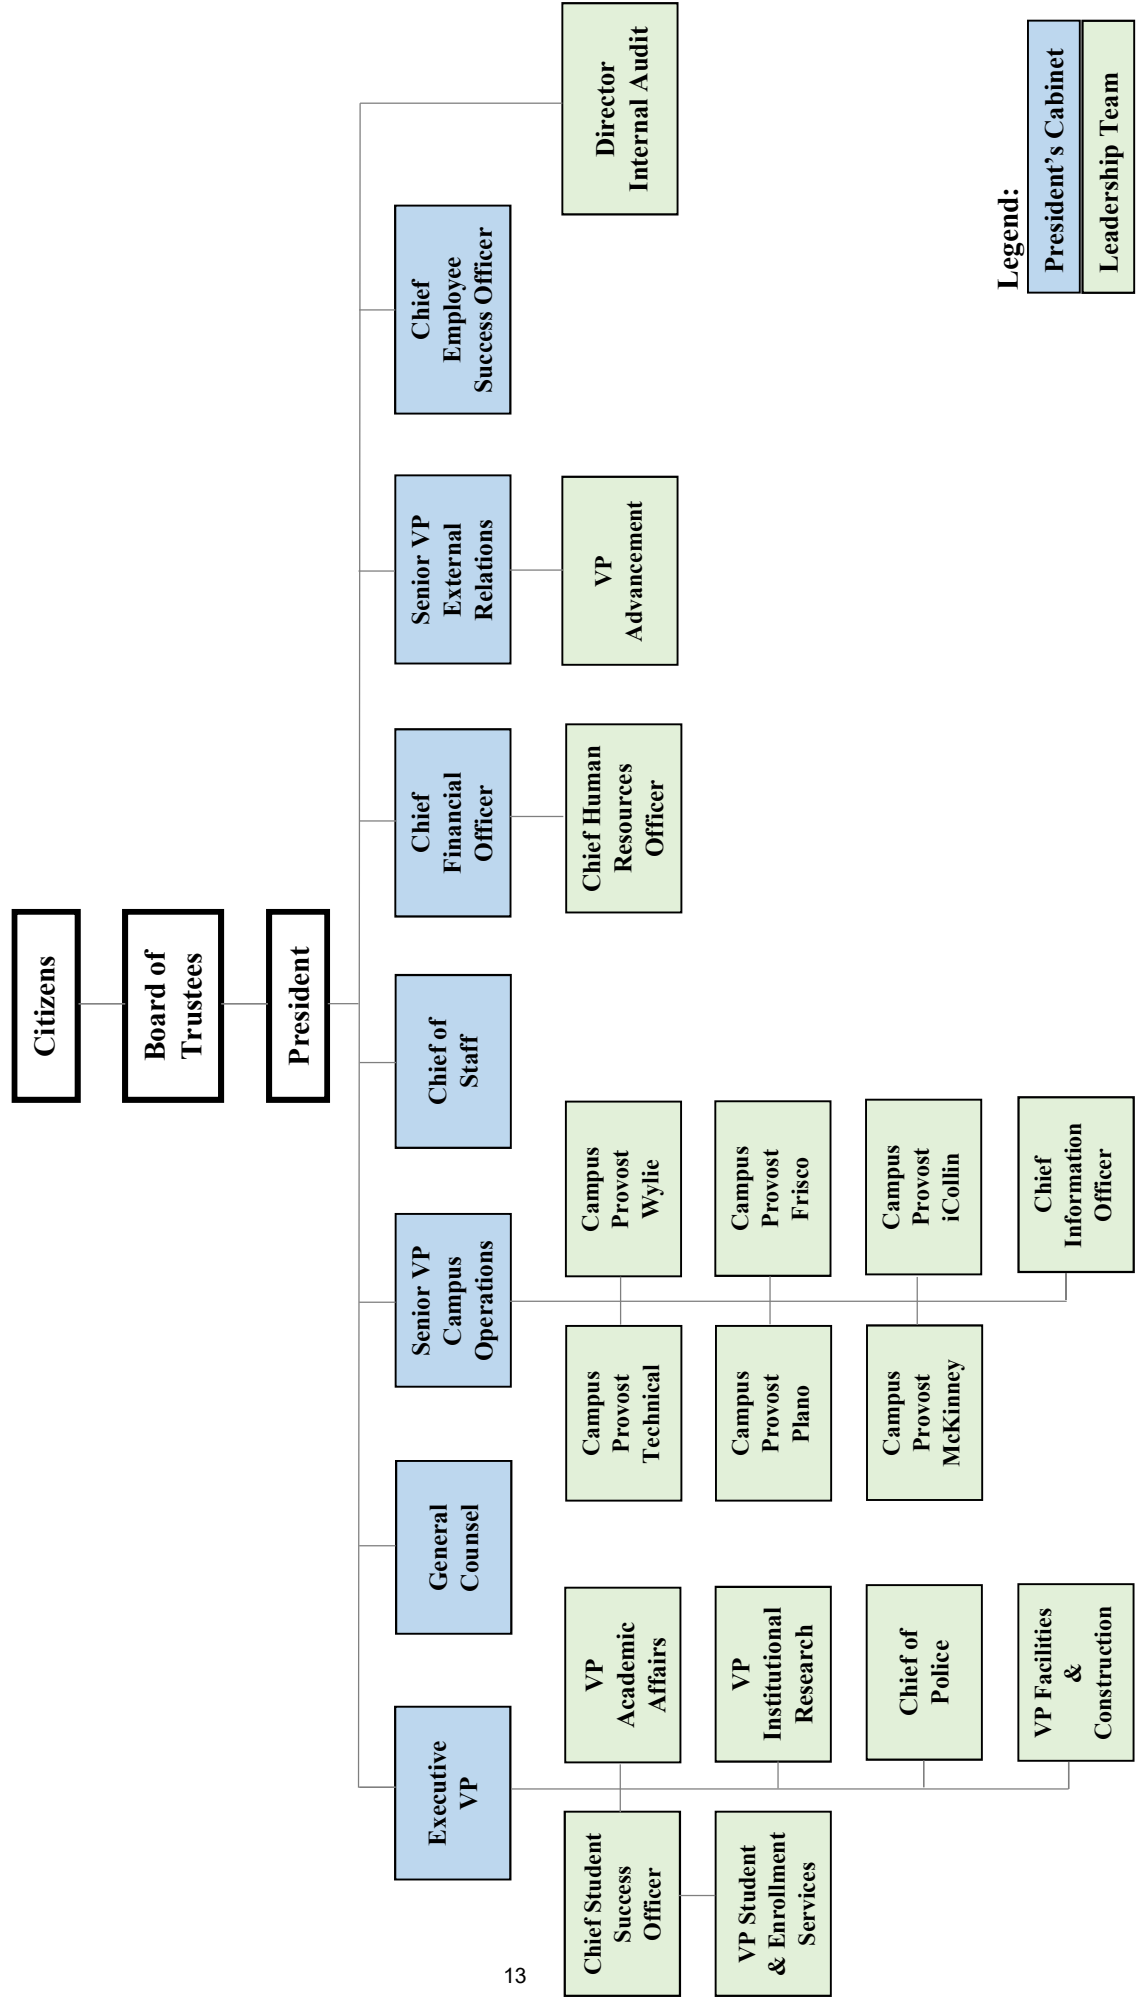 Citizens
Board of
Trustees
President
Executive
VP
General
Counsel
Senior VP
Campus
Operations
Chief of
Staff
Chief
Financial
Officer
Senior VP
External
Relations
Chief
Employee
Success Officer
Director
Internal Audit
Chief Student
Success
Officer
VP
Academic
Affairs
Campus
Provost
Technical
Campus
Provost
Wylie
Chief Human
Resources
Officer
VP
Advancement
VP Student
& Enrollment
Services
VP
Institutional
Research
Campus
Provost
Plano
Campus
Provost
Frisco
Chief of
Police
Campus
Provost
McKinney
Campus
Provost
iCollin
VP Facilities
&
Construction
Chief
Information
Officer
Legend:
President's Cabinet
Leadership Team
13